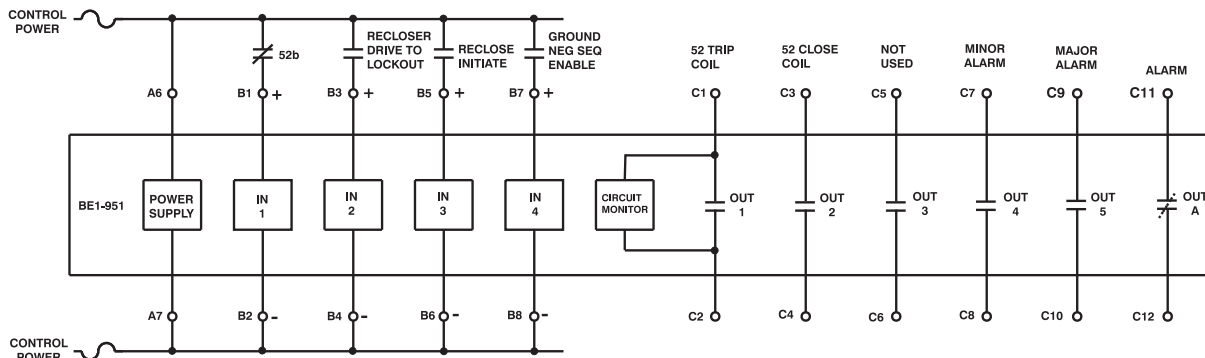 CONTROL
POWER
52b
RECLOSER
DRIVE TO
LOCKOUT
RECLOSE
INITIATE
GROUND
NEG SEQ
ENABLE
52 TRIP
COIL
52 CLOSE
COIL
NOT
USED
MINOR
ALARM
MAJOR
ALARM
ALARM
A6
B1 +
B3 +
B5 +
B7 +
C1
C3
C5
C7
C9
C11
BE1-951
POWER
SUPPLY
IN
1
IN
2
IN
3
IN
4
CIRCUIT
MONITOR
OUT
1
OUT
2
OUT
3
OUT
4
OUT
5
OUT
A
A7
B2 -
B4 -
B6 -
B8 -
C2
C4
C6
C8
C10
C12
CONTROL
POWER